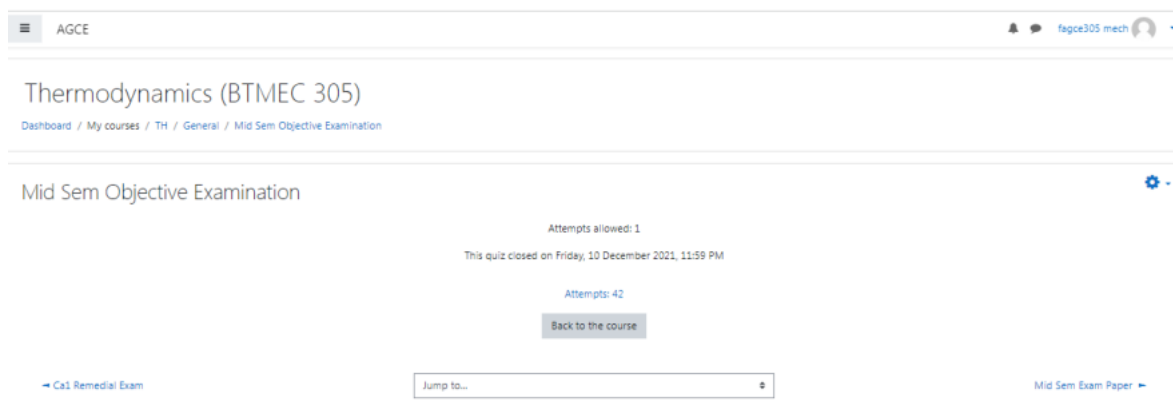 AGCE fagce305 mech
Thermodynamics (BTMEC 305)
Dashboard / My courses / TH / General / Mid Sem Objective Examination
Mid Sem Objective Examination
Attempts allowed: 1
This quiz closed on Friday, 10 December 2021, 11:59 PM
Attempts: 42
Back to the course
◄ Ca1 Remedial Exam Jump to... Mid Sem Exam Paper ►